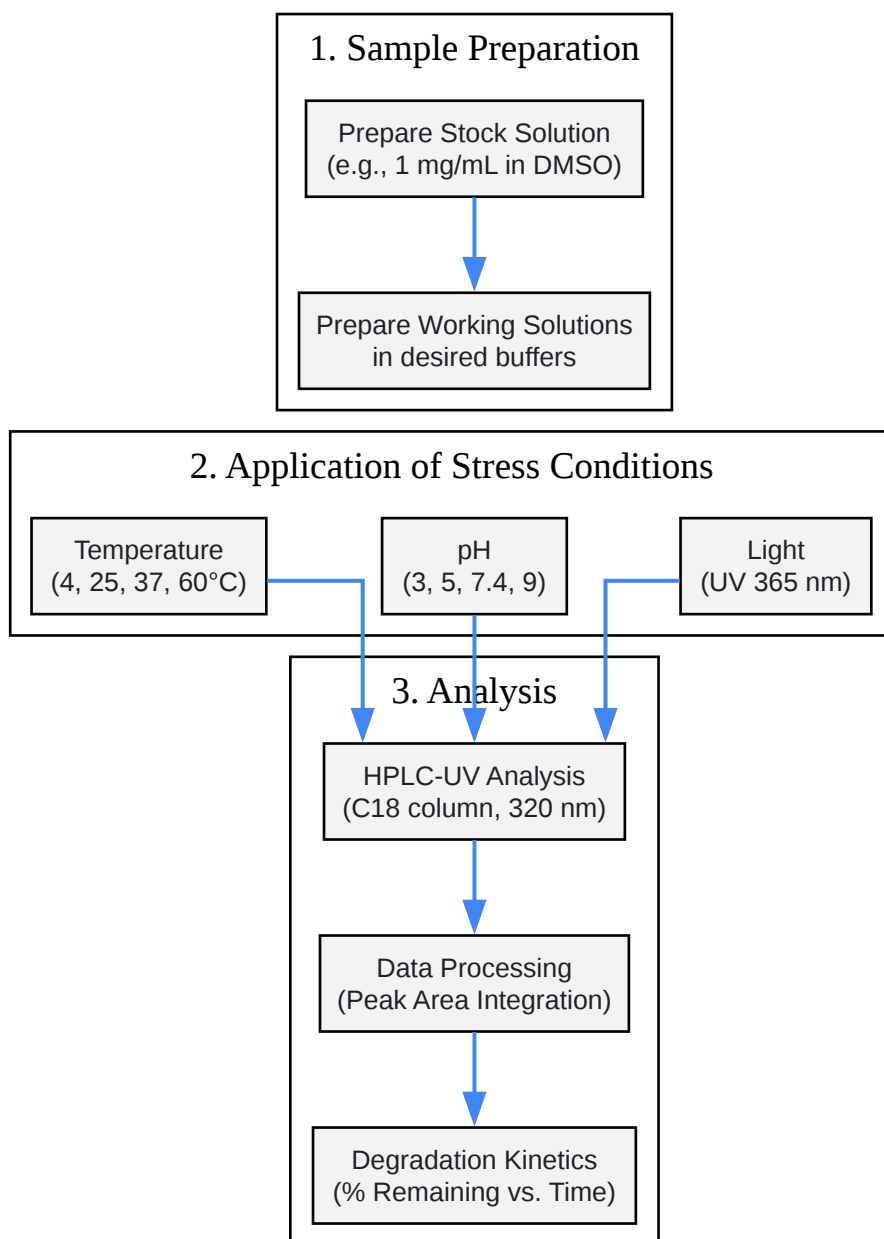 1. Sample Preparation
Prepare Stock Solution
(e.g., 1 mg/mL in DMSO)
Prepare Working Solutions
in desired buffers
2. Application of Stress Conditions
Temperature
(4, 25, 37, 60°C)
pH
(3, 5, 7.4, 9)
Light
(UV 365 nm)
3. Analysis
HPLC-UV Analysis
(C18 column, 320 nm)
Data Processing
(Peak Area Integration)
Degradation Kinetics
(% Remaining vs. Time)